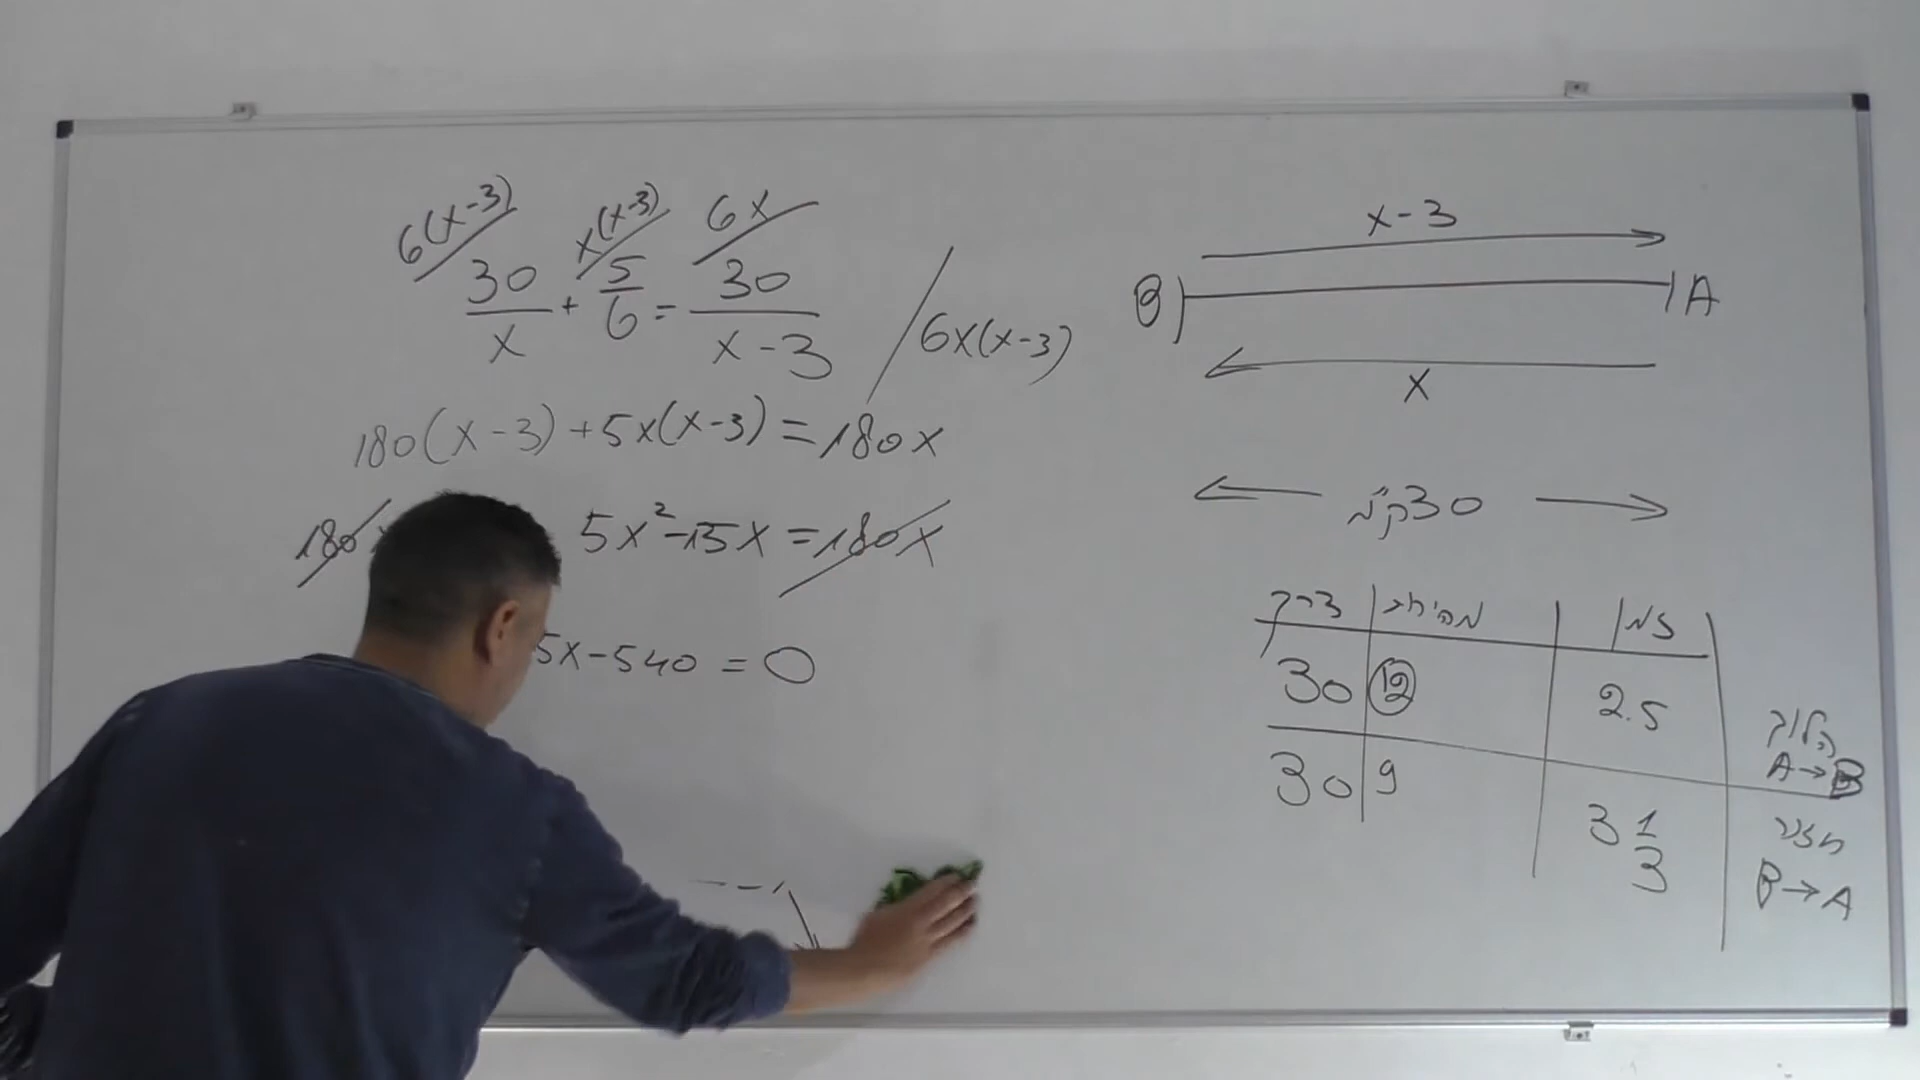 6(x-3) x(x-3) 6x
30/x + 5/6 = 30/(x-3) / 6x(x-3)
180(x-3)+5x(x-3)=180x
180 5x²-15x=180x
5x-540=0
x-3
B A
x
30 ק"מ
דרך מהירות זמן
30 12 2.5 הלוך A→B
30 9 3 1/3 חזור B→A